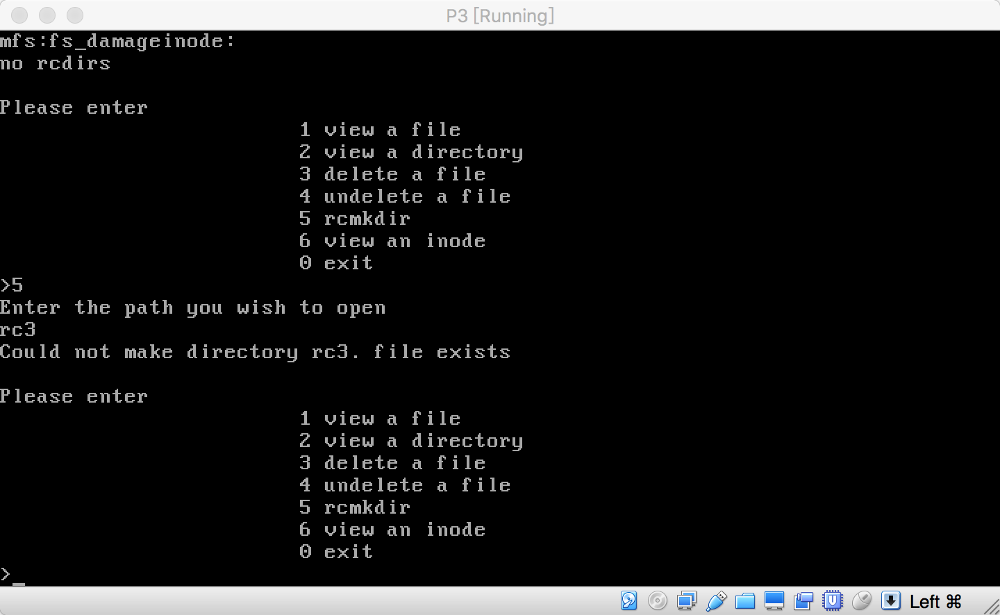 P3 [Running]
mfs:fs_damageinode:
no rcdirs
Please enter
1 view a file
2 view a directory
3 delete a file
4 undelete a file
5 rcmkdir
6 view an inode
0 exit
>5
Enter the path you wish to open
rc3
Could not make directory rc3. file exists
Please enter
1 view a file
2 view a directory
3 delete a file
4 undelete a file
5 rcmkdir
6 view an inode
0 exit
>_
Left ⌘